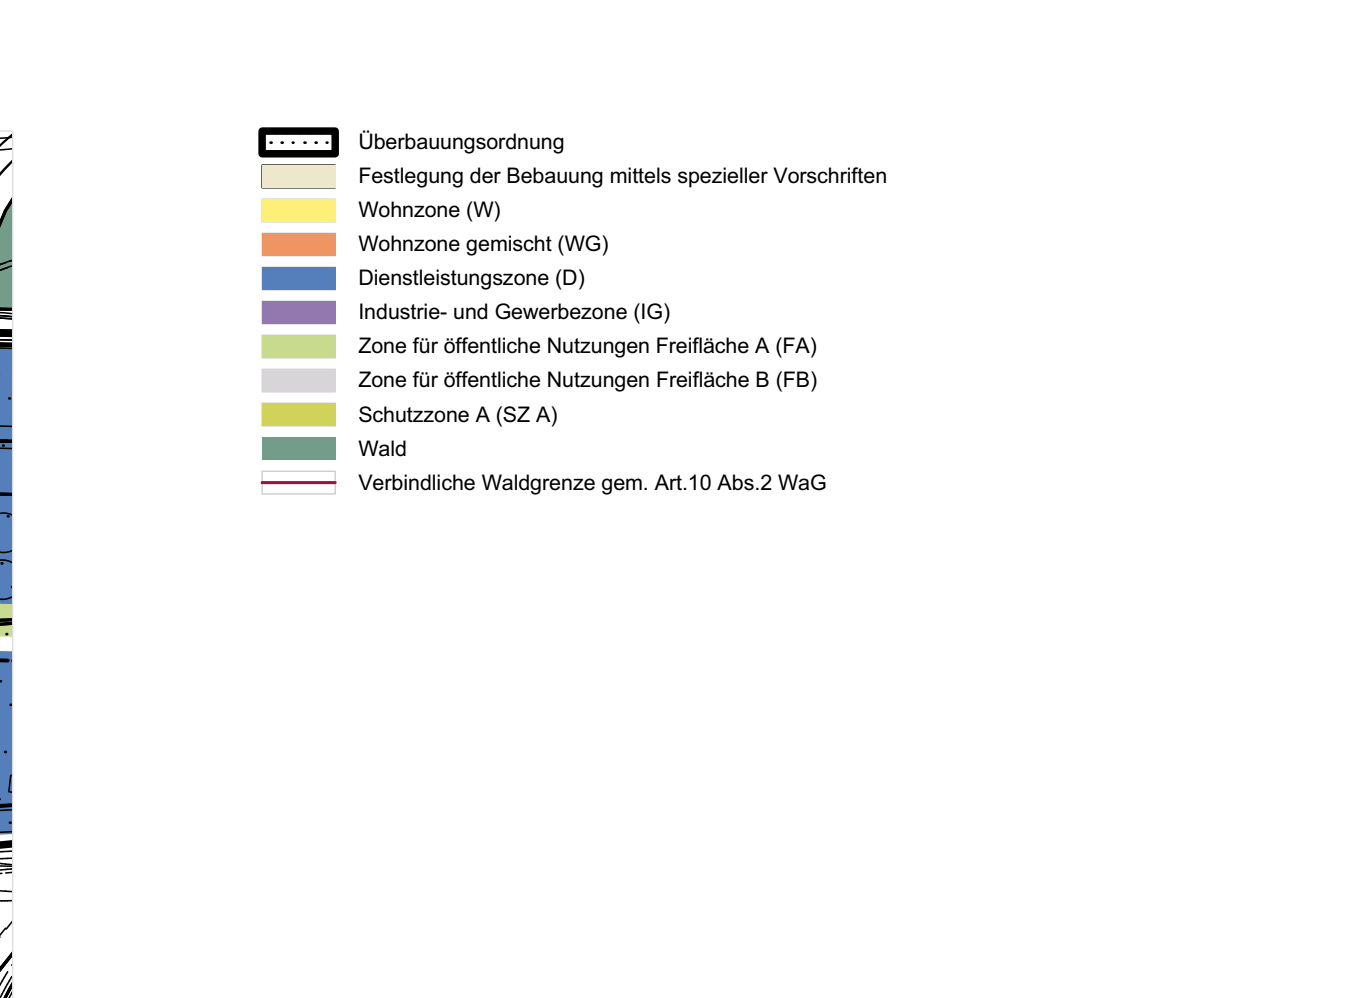 Überbauungsordnung
Festlegung der Bebauung mittels spezieller Vorschriften
Wohnzone (W)
Wohnzone gemischt (WG)
Dienstleistungszone (D)
Industrie- und Gewerbezone (IG)
Zone für öffentliche Nutzungen Freifläche A (FA)
Zone für öffentliche Nutzungen Freifläche B (FB)
Schutzzone A (SZ A)
Wald
Verbindliche Waldgrenze gem. Art.10 Abs.2 WaG